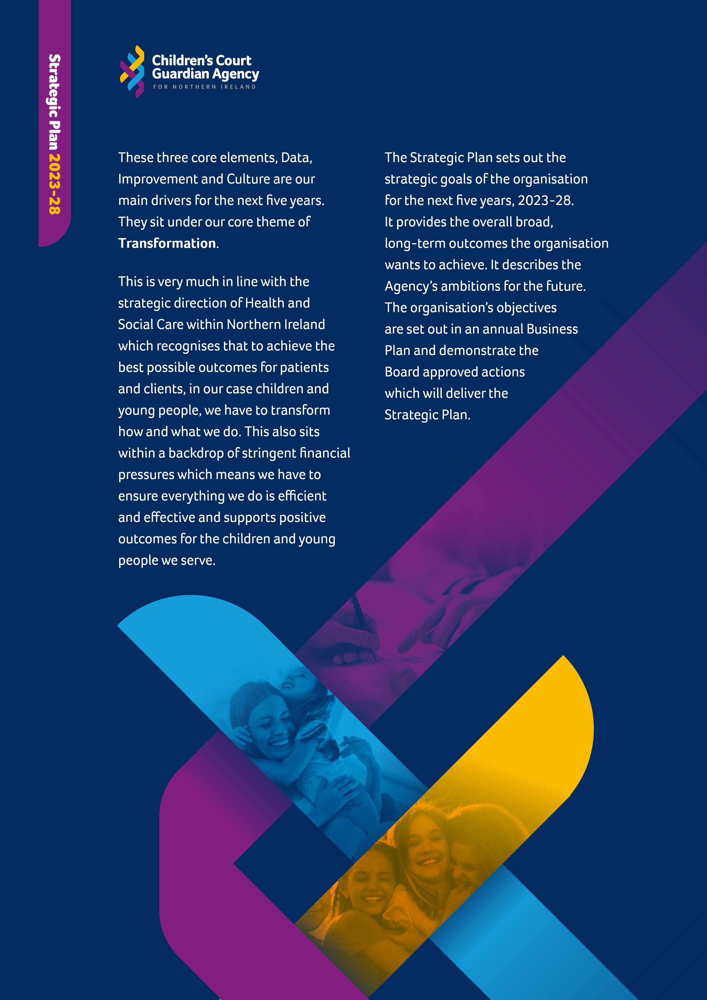 Strategic Plan 2023-28
Children's Court
Guardian Agency
FOR NORTHERN IRELAND
These three core elements, Data,
Improvement and Culture are our
main drivers for the next five years.
They sit under our core theme of
Transformation.
This is very much in line with the
strategic direction of Health and
Social Care within Northern Ireland
which recognises that to achieve the
best possible outcomes for patients
and clients, in our case children and
young people, we have to transform
how and what we do. This also sits
within a backdrop of stringent financial
pressures which means we have to
ensure everything we do is efficient
and effective and supports positive
outcomes for the children and young
people we serve.
The Strategic Plan sets out the
strategic goals of the organisation
for the next five years, 2023-28.
It provides the overall broad,
long-term outcomes the organisation
wants to achieve. It describes the
Agency's ambitions for the future.
The organisation's objectives
are set out in an annual Business
Plan and demonstrate the
Board approved actions
which will deliver the
Strategic Plan.